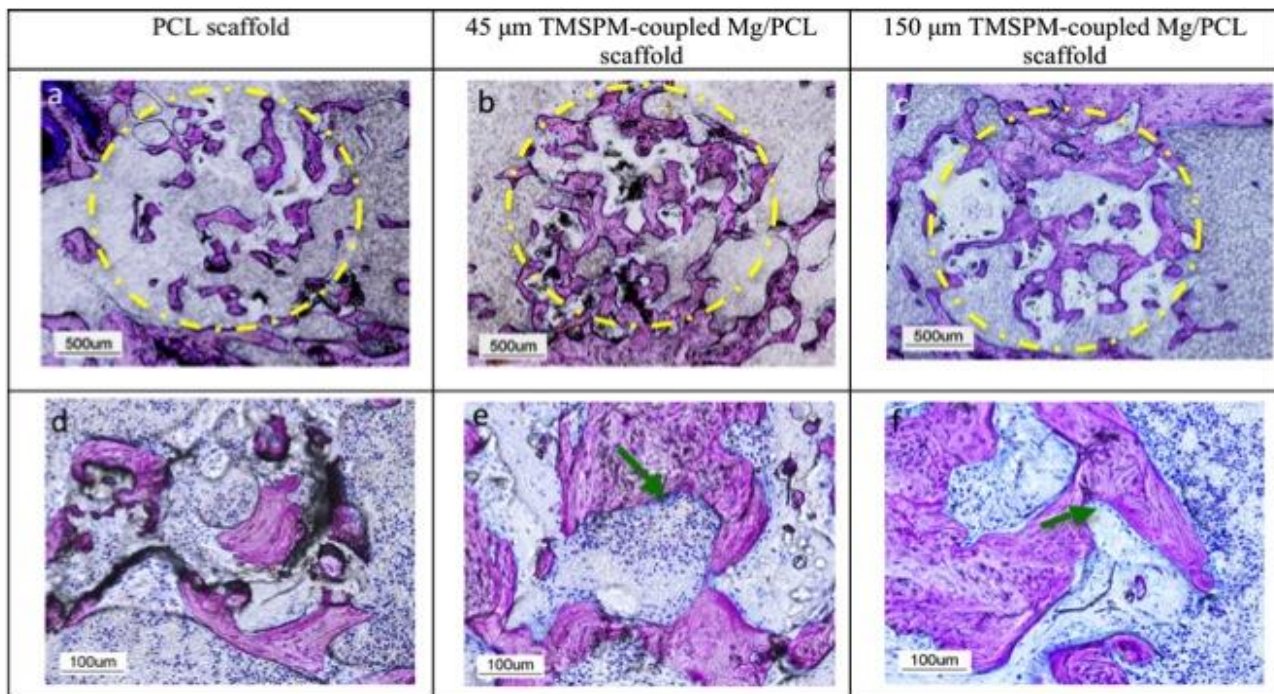 PCL scaffold
45 μm TMSPM-coupled Mg/PCL
scaffold
150 μm TMSPM-coupled Mg/PCL
scaffold
a
b
c
500um
500um
500um
d
e
f
100um
100um
100um